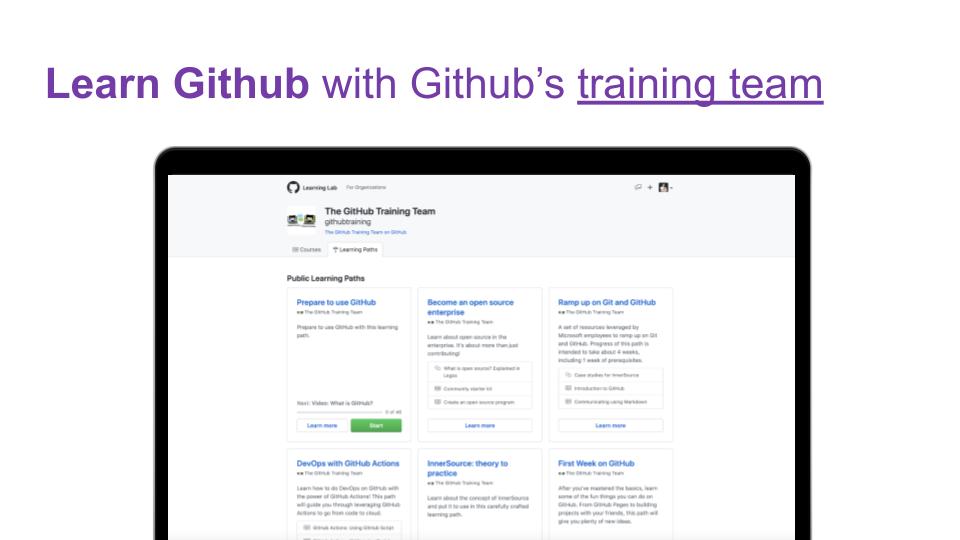 Learn Github with Github’s training team
Learning Lab For Organizations
The GitHub Training Team
githubtraining
The GitHub Training Team on GitHub
Courses Learning Paths
Public Learning Paths
Prepare to use GitHub
The GitHub Training Team
Prepare to use GitHub with this learning
path.
Next: Video: What is GitHub?
0 of 46
Learn more Start
Become an open source
enterprise
The GitHub Training Team
Learn about open source in the
enterprise. It's about more than just
contributing!
What is open source? Explained in
Legos
Community starter kit
Create an open source program
Learn more
Ramp up on Git and GitHub
The GitHub Training Team
A set of resources leveraged by
Microsoft employees to ramp up on Git
and GitHub. Progress of this path is
intended to take about 4 weeks,
including 1 week of prerequisites.
Case studies for InnerSource
Introduction to GitHub
Communicating using Markdown
Learn more
DevOps with GitHub Actions
The GitHub Training Team
Learn how to do DevOps on GitHub with
the power of GitHub Actions! This path
will guide you through leveraging GitHub
Actions to go from code to cloud.
GitHub Actions: Using GitHub Script
InnerSource: theory to
practice
The GitHub Training Team
Learn about the concept of InnerSource
and put it to use in this carefully crafted
learning path.
First Week on GitHub
The GitHub Training Team
After you've mastered the basics, learn
some of the fun things you can do on
GitHub. From GitHub Pages to building
projects with your friends, this path will
give you plenty of new ideas.